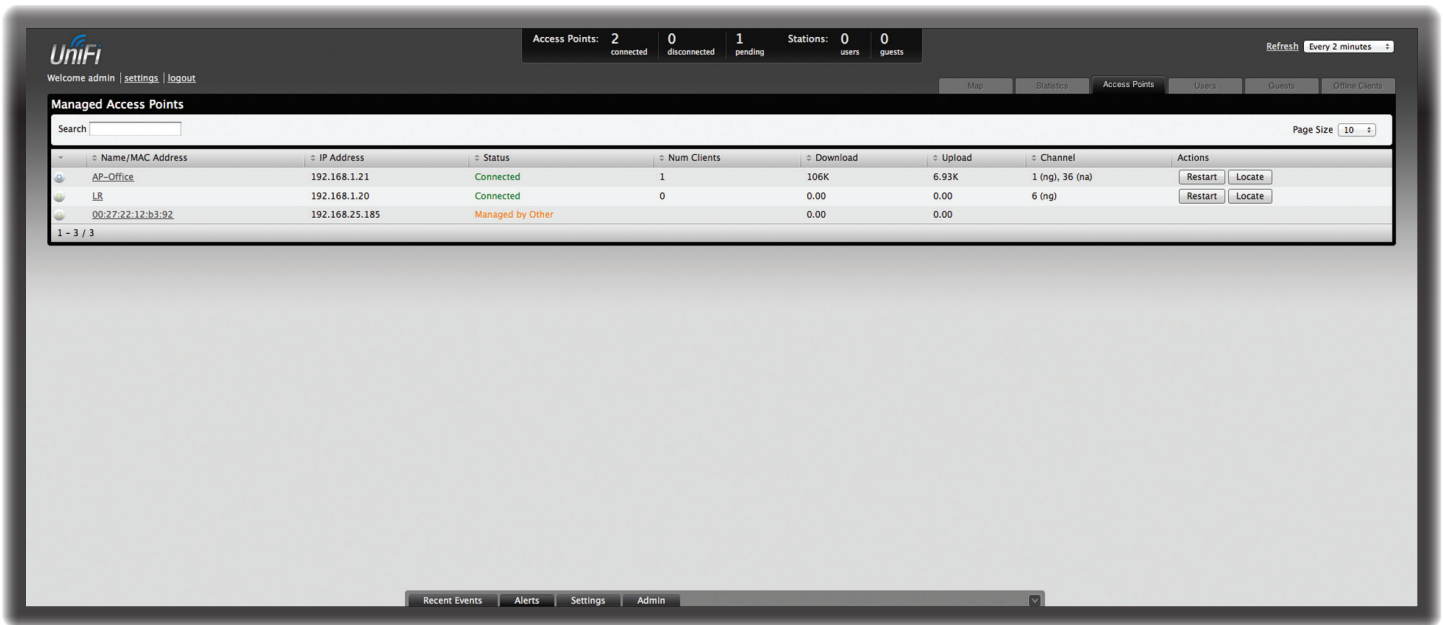 UniFi
Access Points: 2 connected 0 disconnected 1 pending Stations: 0 users 0 guests
Refresh Every 2 minutes
Welcome admin | settings | logout
Map Statistics Access Points Users Guests Offline Clients
Managed Access Points
Search Page Size 10
Name/MAC Address IP Address Status Num Clients Download Upload Channel Actions
AP-Office 192.168.1.21 Connected 1 106K 6.93K 1 (ng), 36 (na) Restart Locate
LR 192.168.1.20 Connected 0 0.00 0.00 6 (ng) Restart Locate
00:27:22:12:b3:92 192.168.25.185 Managed by Other 0.00 0.00
1 - 3 / 3
Recent Events Alerts Settings Admin